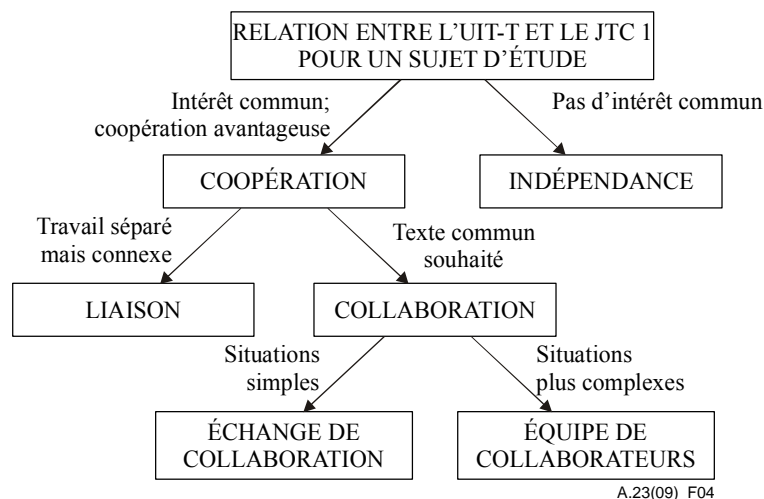 RELATION ENTRE L'UIT-T ET LE JTC 1
POUR UN SUJET D'ÉTUDE
Intérêt commun;
coopération avantageuse
Pas d'intérêt commun
COOPÉRATION
INDÉPENDANCE
Travail séparé
mais connexe
Texte commun
souhaité
LIAISON
COLLABORATION
Situations
simples
Situations
plus complexes
ÉCHANGE DE
COLLABORATION
ÉQUIPE DE
COLLABORATEURS
A.23(09)_F04